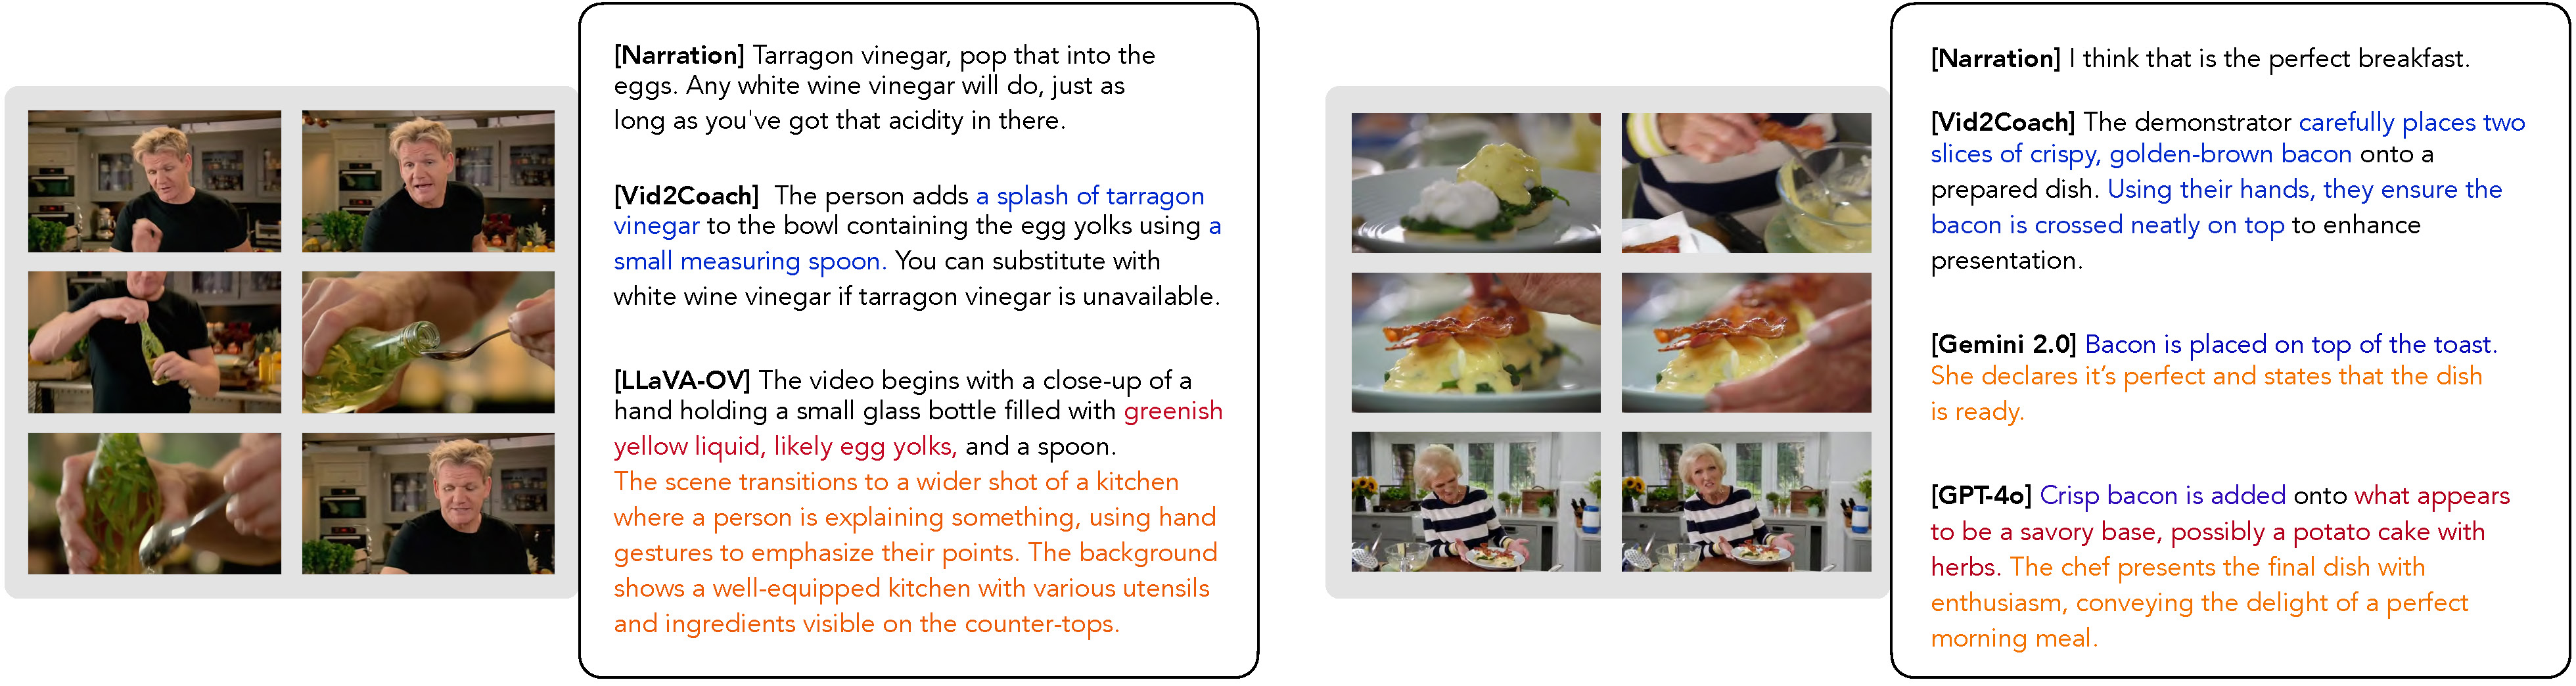 [Narration] Tarragon vinegar, pop that into the
eggs. Any white wine vinegar will do, just as
long as you've got that acidity in there.
[Vid2Coach] The person adds a splash of tarragon
vinegar to the bowl containing the egg yolks using a
small measuring spoon. You can substitute with
white wine vinegar if tarragon vinegar is unavailable.
[LLaVA-OV] The video begins with a close-up of a
hand holding a small glass bottle filled with greenish
yellow liquid, likely egg yolks, and a spoon.
The scene transitions to a wider shot of a kitchen
where a person is explaining something, using hand
gestures to emphasize their points. The background
shows a well-equipped kitchen with various utensils
and ingredients visible on the counter-tops.
[Narration] I think that is the perfect breakfast.
[Vid2Coach] The demonstrator carefully places two
slices of crispy, golden-brown bacon onto a
prepared dish. Using their hands, they ensure the
bacon is crossed neatly on top to enhance
presentation.
[Gemini 2.0] Bacon is placed on top of the toast.
She declares it’s perfect and states that the dish
is ready.
[GPT-4o] Crisp bacon is added onto what appears
to be a savory base, possibly a potato cake with
herbs. The chef presents the final dish with
enthusiasm, conveying the delight of a perfect
morning meal.